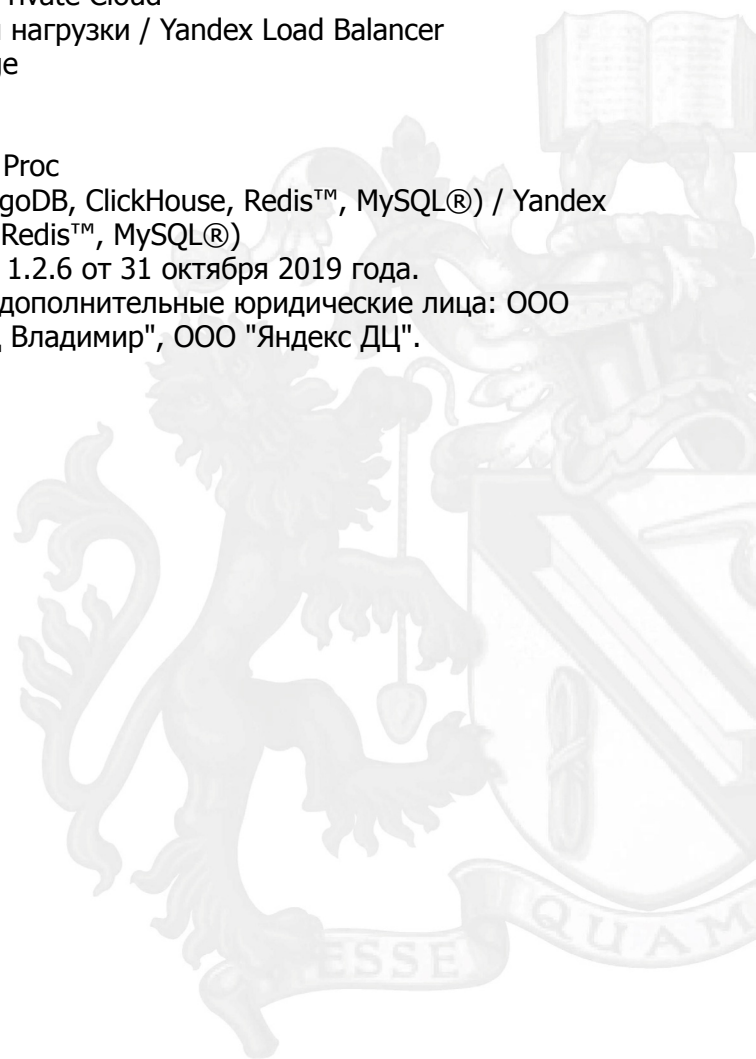 rivate Cloud
нагрузки / Yandex Load Balancer
ge
Proc
goDB, ClickHouse, Redis™, MySQL®) / Yandex
Redis™, MySQL®)
1.2.6 от 31 октября 2019 года.
дополнительные юридические лица: ООО
Владимир", ООО "Яндекс ДЦ".
ESSE
QUAM